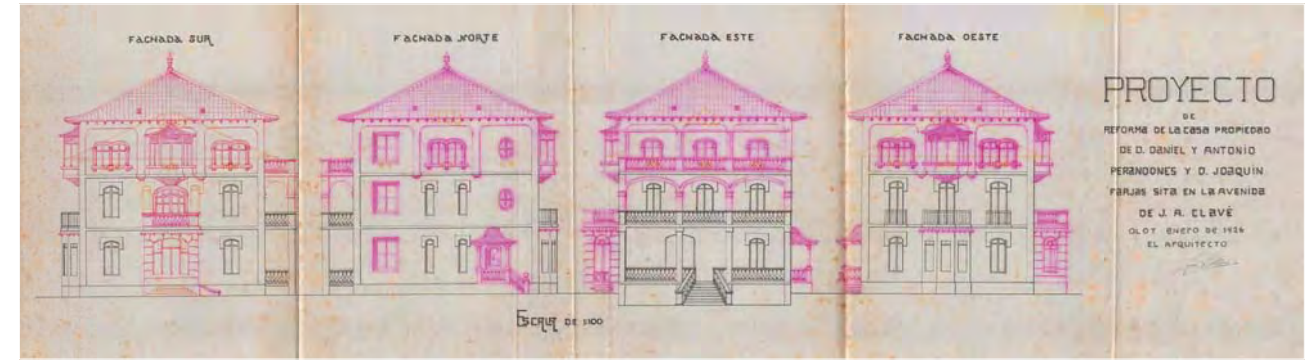 FACHADA SUR
FACHADA NORTE
FACHADA ESTE
FACHADA OESTE
PROYECTO
DE
REFORMA DE LA CASA PROPIEDAD
DE D. DANIEL Y ANTONIO
PERANDONES Y D. JOAQUIN
FARJAS SITA EN LA AVENIDA
DE J. A. CLAVÉ
OLOT ENERO DE 1926
EL ARQUITECTO
ESCALA DE 1:100